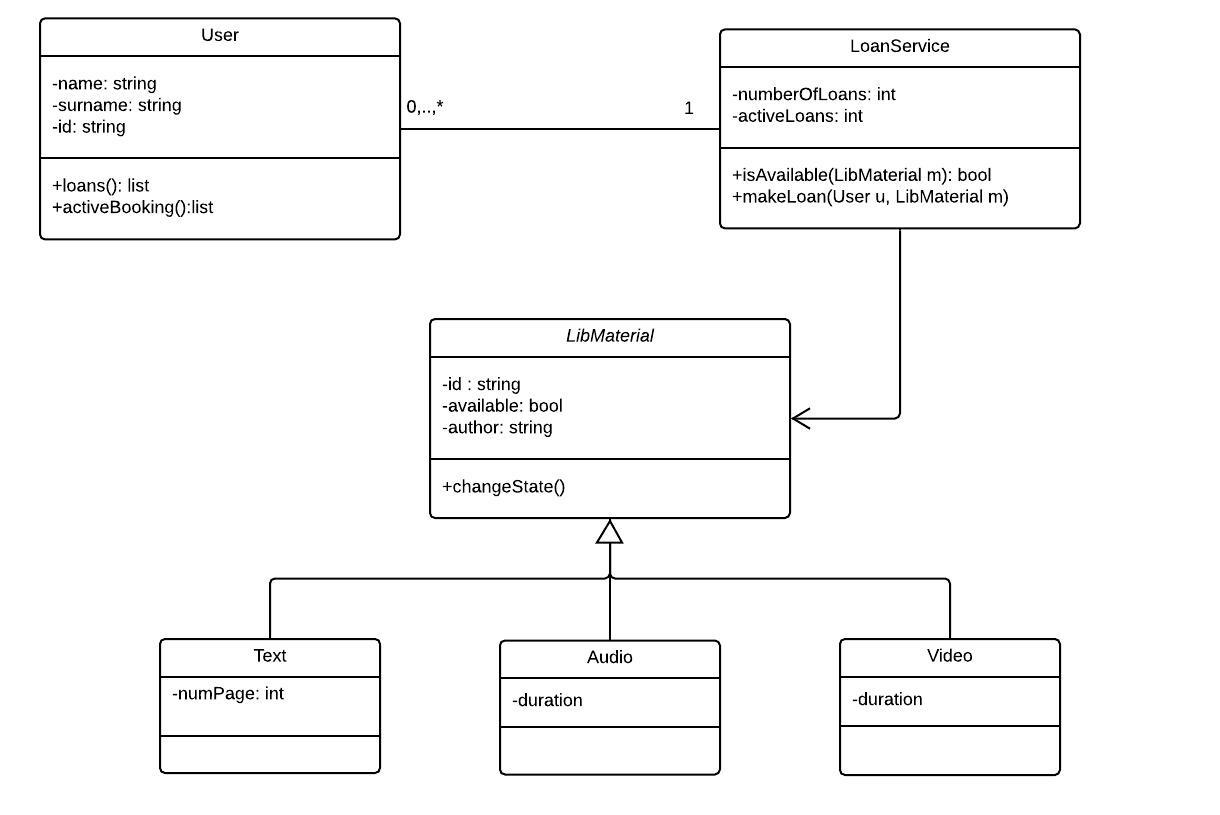 User
-name: string
-surname: string
-id: string
+loans(): list
+activeBooking():list
0,..,*
1
LoanService
-numberOfLoans: int
-activeLoans: int
+isAvailable(LibMaterial m): bool
+makeLoan(User u, LibMaterial m)
LibMaterial
-id : string
-available: bool
-author: string
+changeState()
Text
-numPage: int
Audio
-duration
Video
-duration